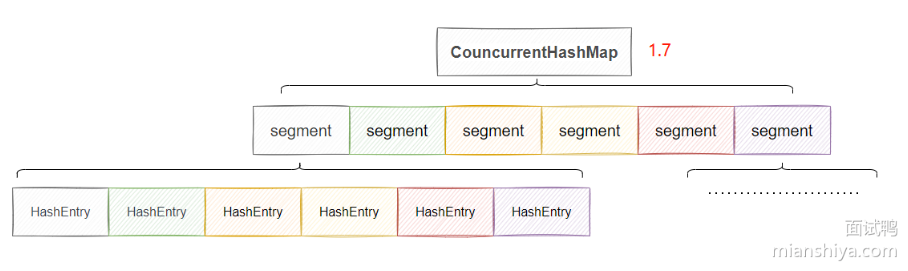 CouncurrentHashMap 1.7
segment segment segment segment segment segment
HashEntry HashEntry HashEntry HashEntry HashEntry HashEntry
........................
面试鸭
mianshiya.com